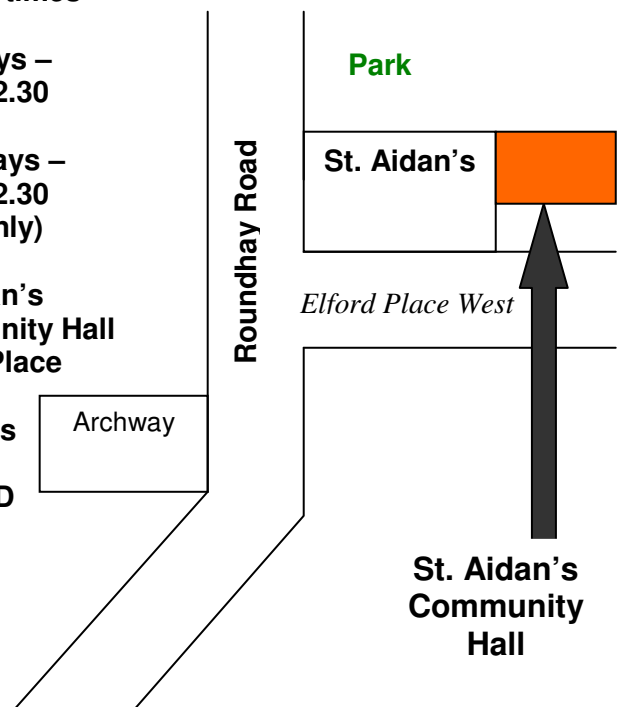 ys –
2.30
ays –
2.30
nly)
n's
nity Hall
Place
s
D
Park
St. Aidan's
Roundhay Road
Elford Place West
Archway
St. Aidan's
Community
Hall